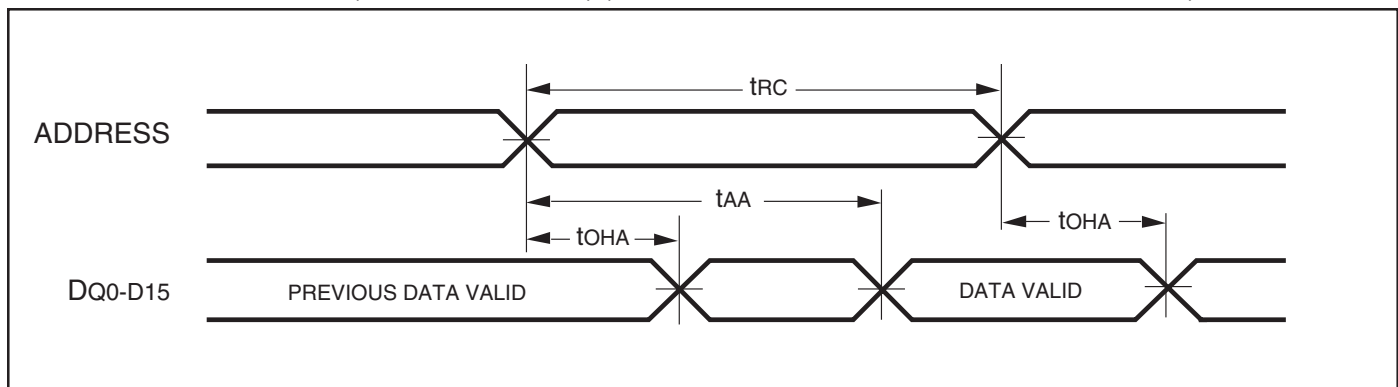 tRC
ADDRESS
tAA
tOHA
tOHA
DQ0-D15
PREVIOUS DATA VALID
DATA VALID